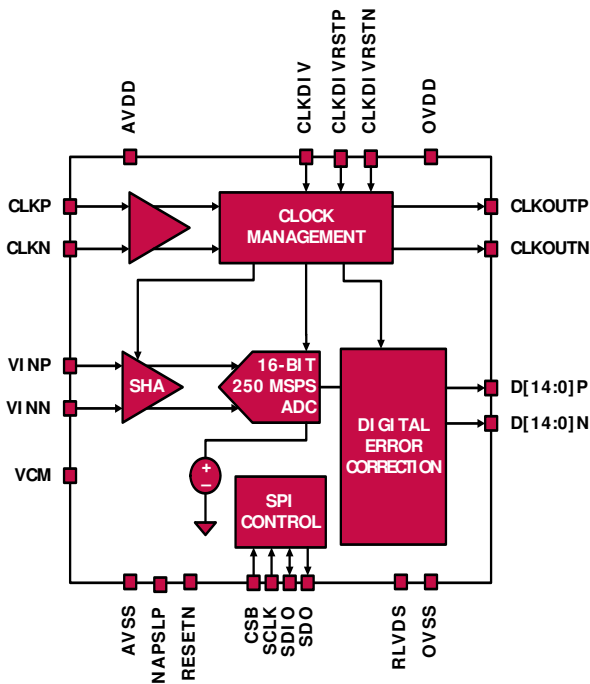 AVDD
CLKDIV
CLKDIVRSTP
CLKDIVRSTN
OVDD
CLKP
CLKN
CLOCK
MANAGEMENT
CLKOUTP
CLKOUTN
VINP
VINN
SHA
16-BIT
250 MSPS
ADC
DIGITAL
ERROR
CORRECTION
D[14:0]P
D[14:0]N
VCM
+
–
SPI
CONTROL
AVSS
NAPSLP
RESETN
CSB
SCLK
SDIO
SDO
RLVDS
OVSS